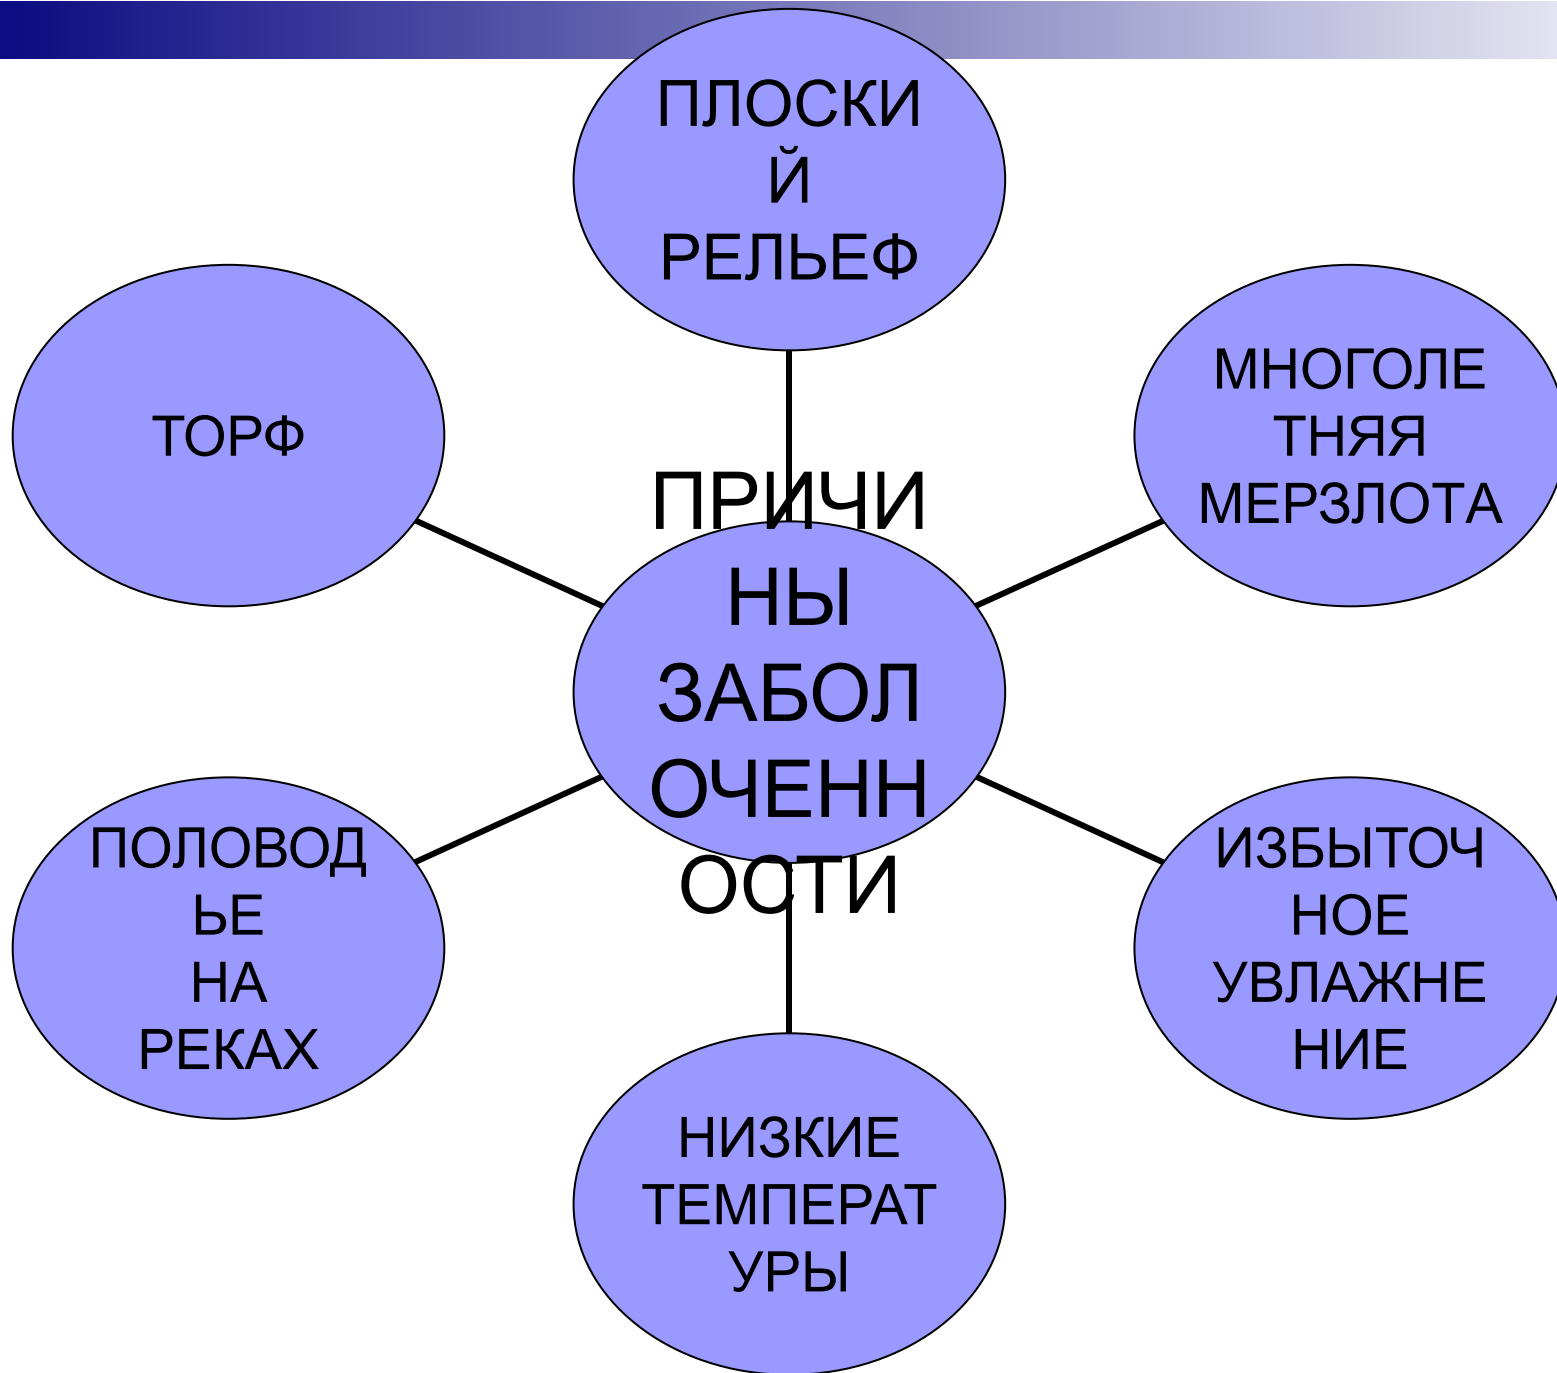 ПЛОСКИ
Й
РЕЛЬЕФ
ТОРФ
МНОГОЛЕ
ТНЯЯ
МЕРЗЛОТА
ПРИЧИ
НЫ
ЗАБОЛ
ОЧЕНН
ОСТИ
ПОЛОВОД
ЬЕ
НА
РЕКАХ
ИЗБЫТОЧ
НОЕ
УВЛАЖНЕ
НИЕ
НИЗКИЕ
ТЕМПЕРАТ
УРЫ